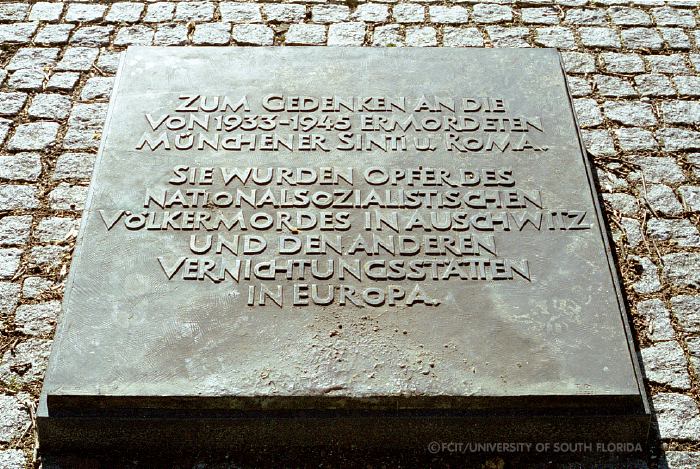 ZUM GEDENKEN AN DIE
VON 1933-1945 ERMORDETEN
MÜNCHENER SINTI U. ROMA.
SIE WURDEN OPFER DES
NATIONALSOZIALISTISCHEN
VÖLKERMORDES IN AUSCHWITZ
UND DEN ANDEREN
VERNICHTUNGSSTÄTTEN
IN EUROPA.
©FCIT/UNIVERSITY OF SOUTH FLORIDA